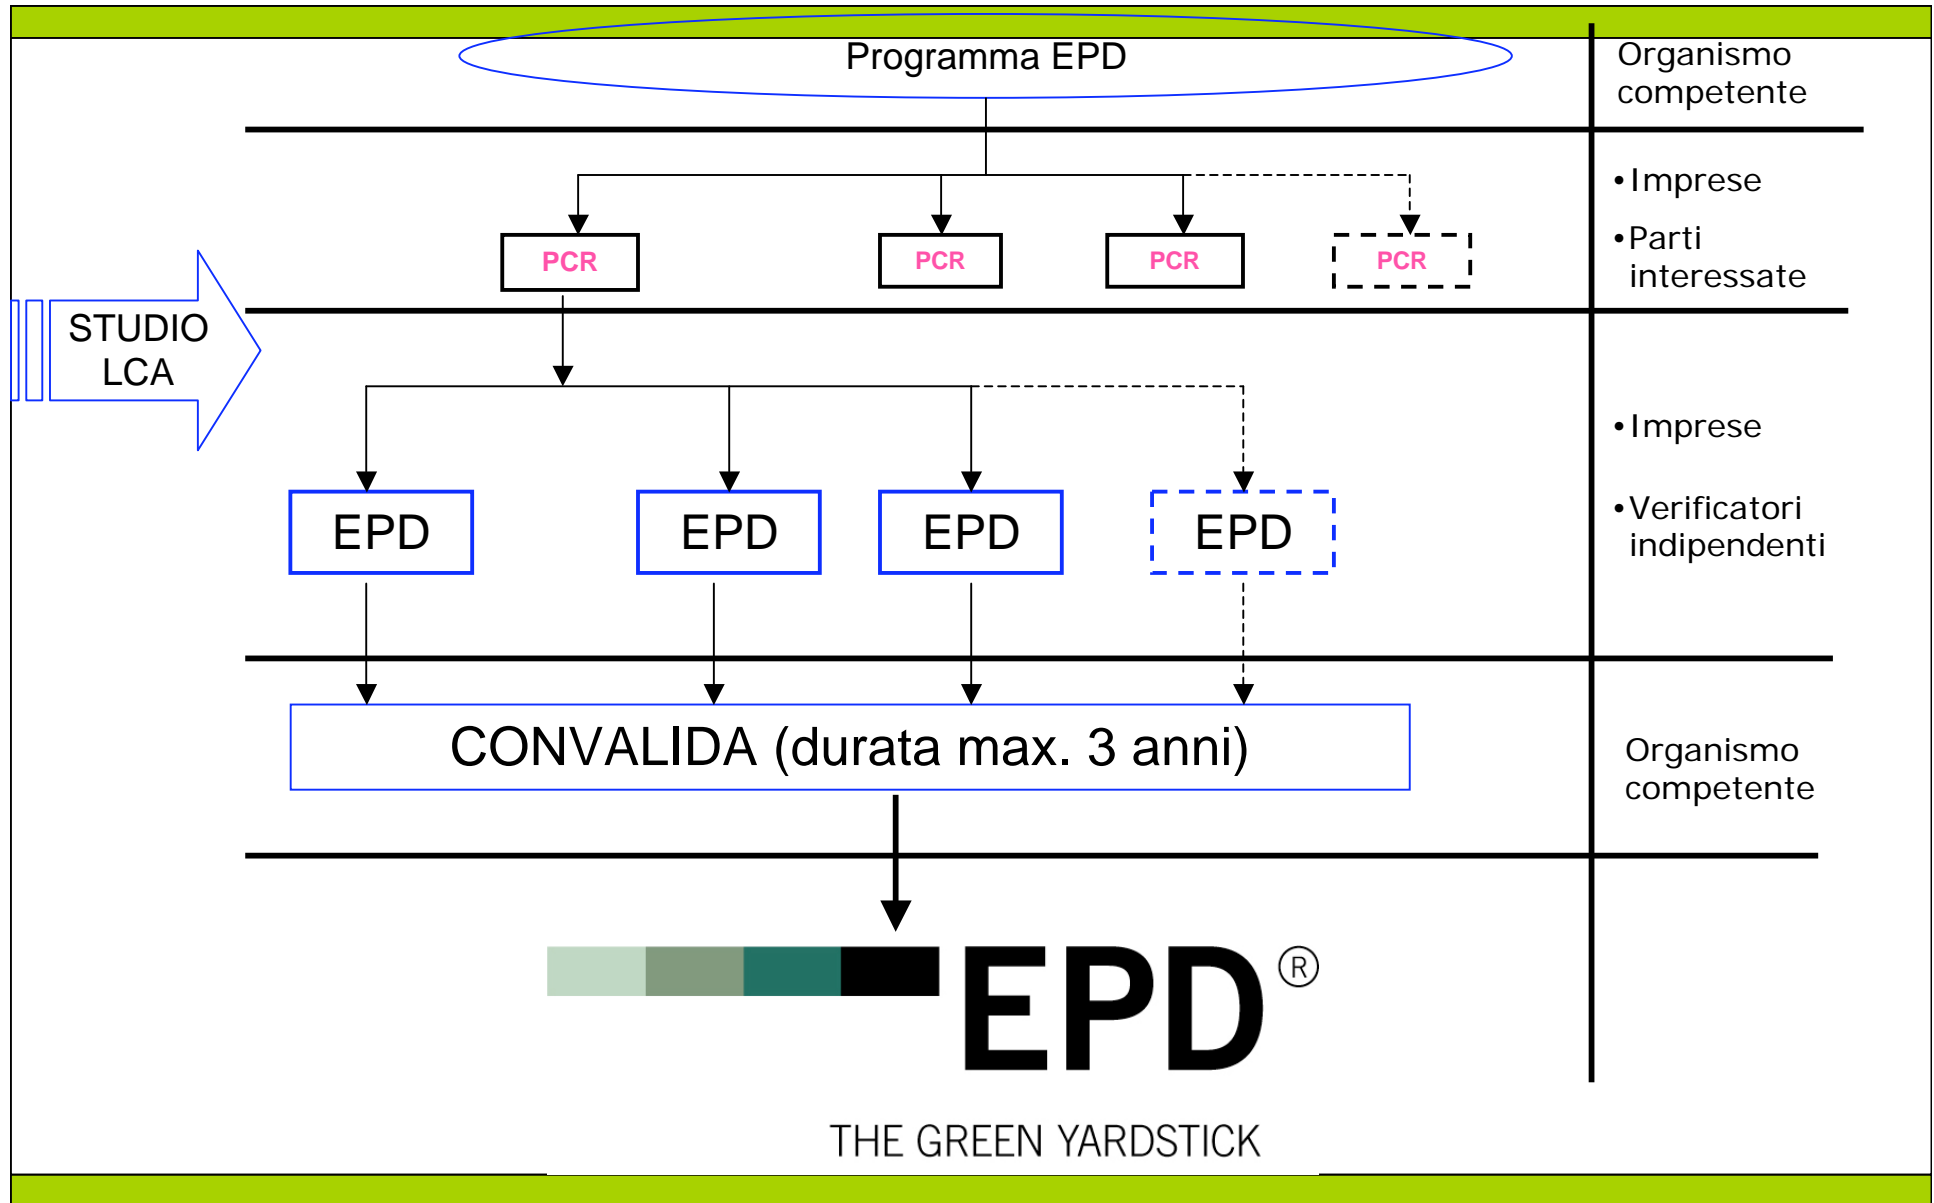 Programma EPD
Organismo
competente
PCR
PCR
PCR
PCR
•Imprese
•Parti
interessate
STUDIO
LCA
EPD
EPD
EPD
EPD
•Imprese
•Verificatori
indipendenti
CONVALIDA (durata max. 3 anni)
Organismo
competente
EPD®
THE GREEN YARDSTICK